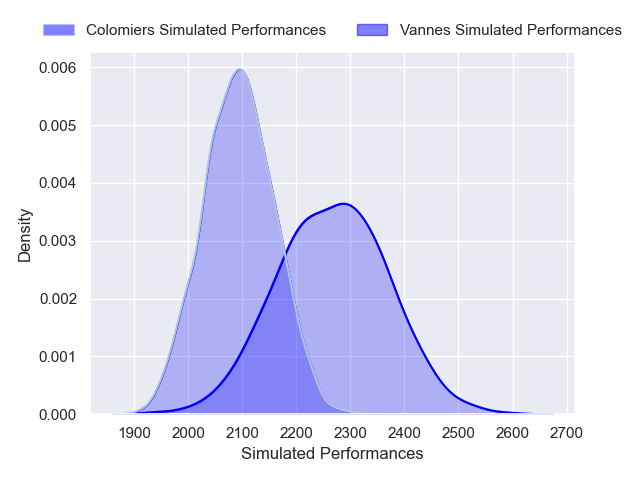 Colomiers Simulated Performances Vannes Simulated Performances
0.006
0.005
0.004
0.003
0.002
0.001
0.000
Density
1900 2000 2100 2200 2300 2400 2500 2600 2700
Simulated Performances